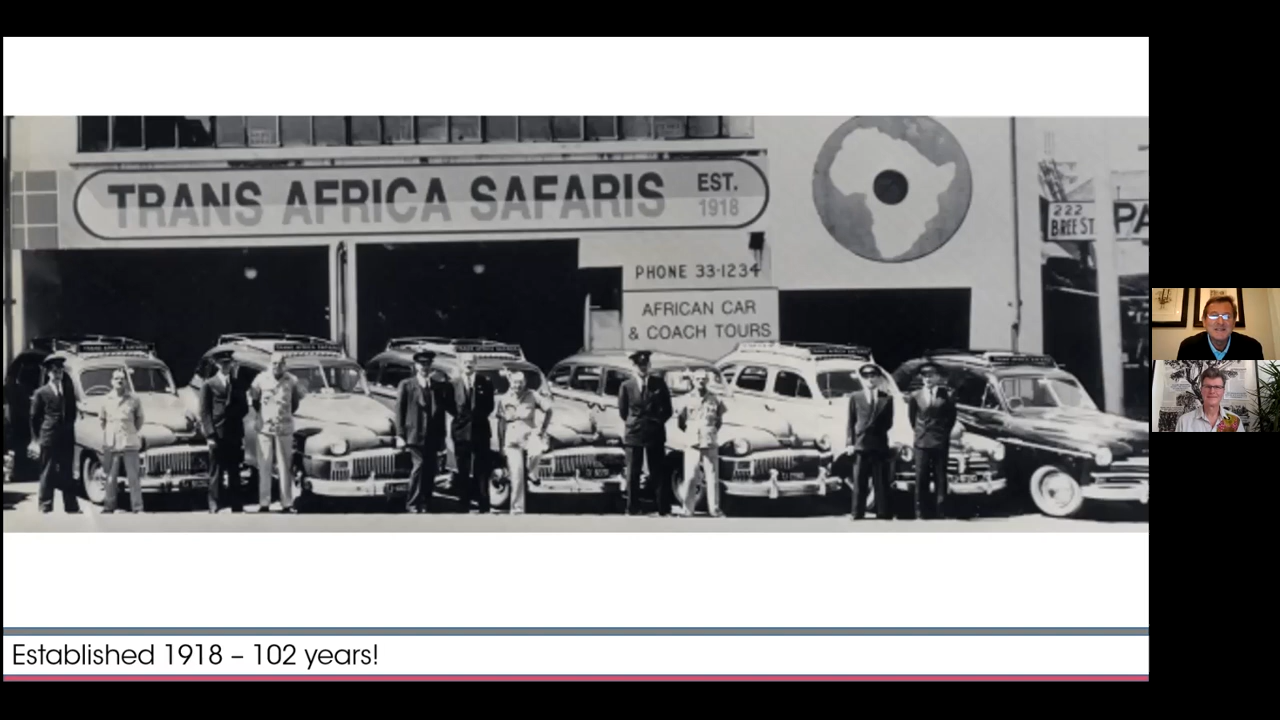 TRANS AFRICA SAFARIS
EST.
1918
PHONE 33-1234
AFRICAN CAR
& COACH TOURS
222
BREE ST.
PA
Established 1918 – 102 years!